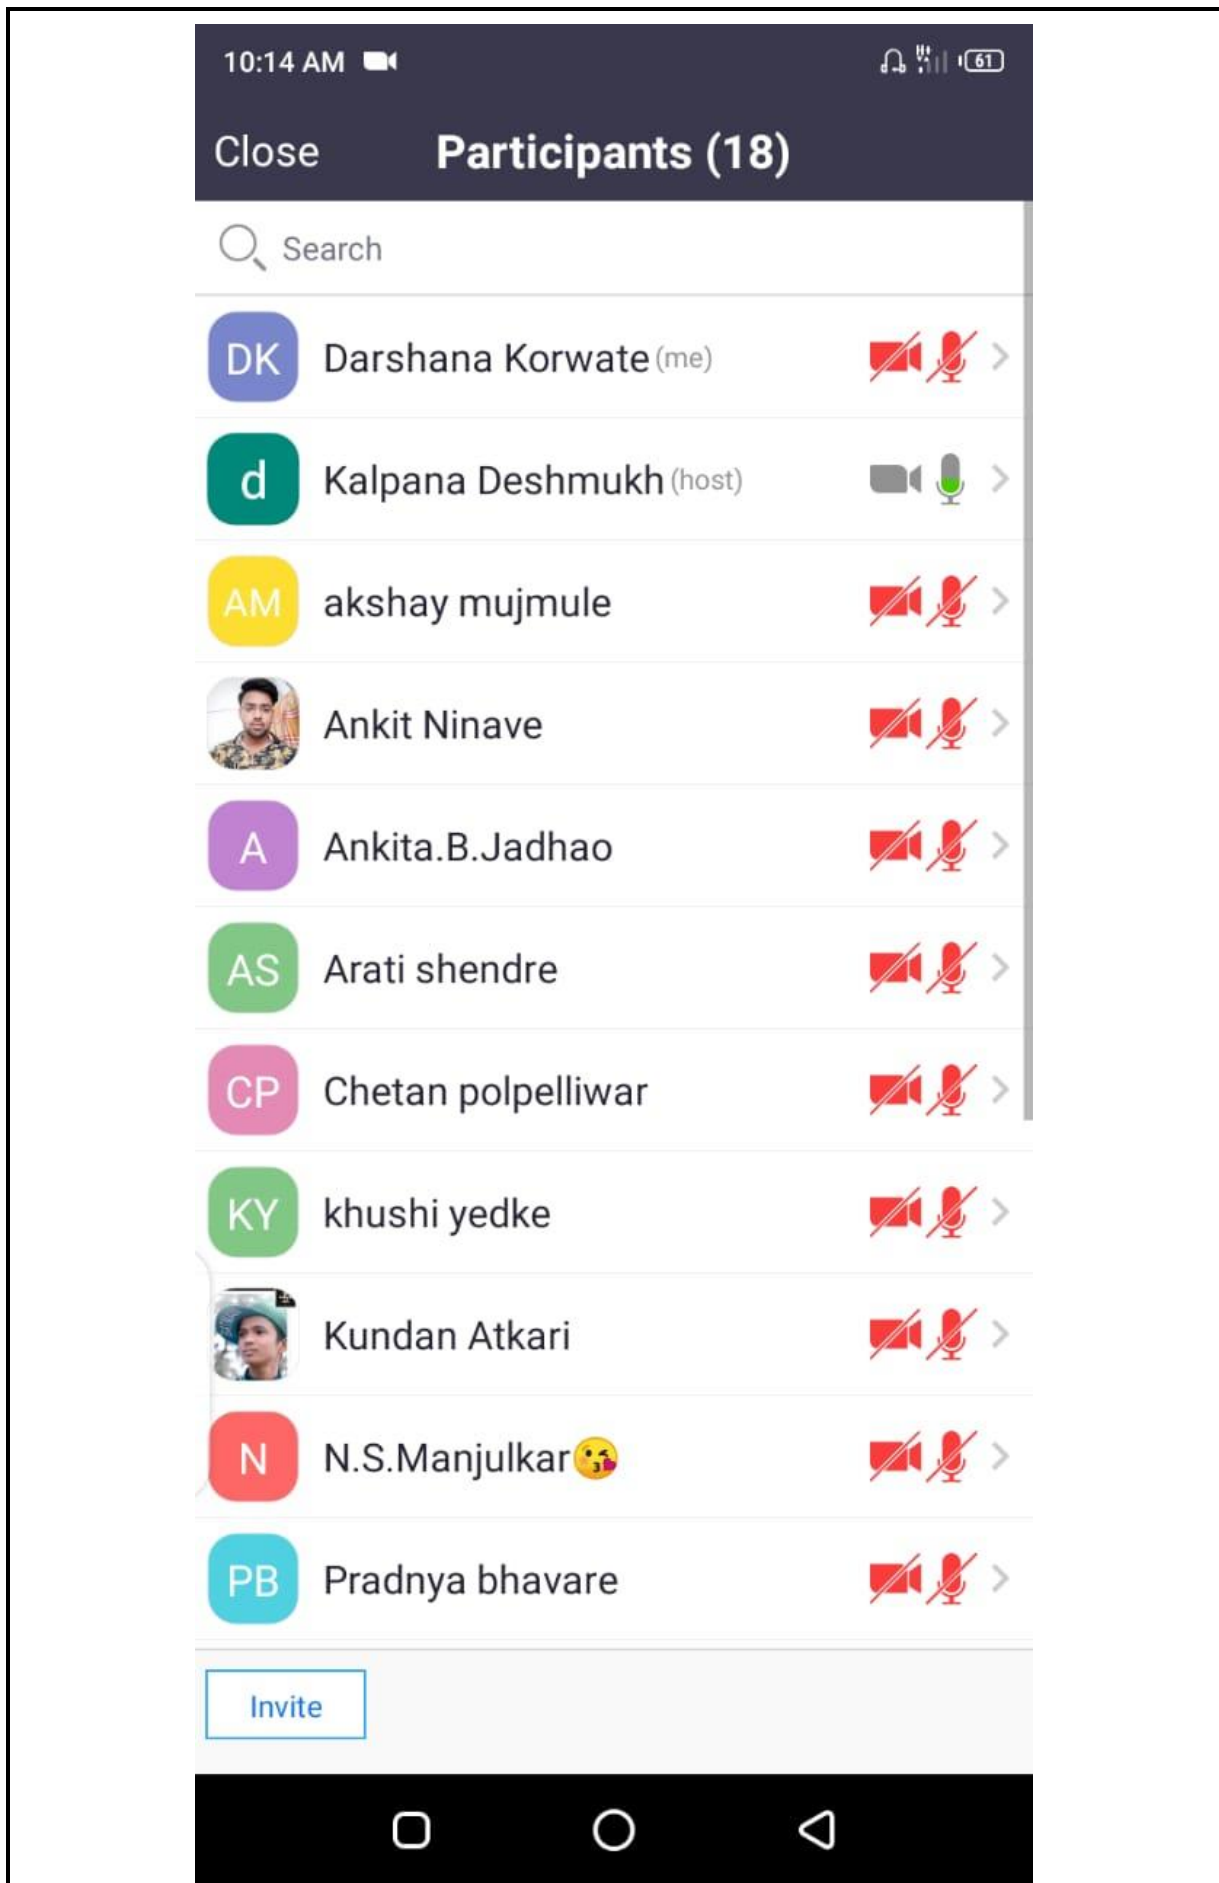 10:14 AM 61
Close Participants (18)
Search
DK Darshana Korwate (me)
d Kalpana Deshmukh (host)
AM akshay mujmule
Ankit Ninave
A Ankita.B.Jadhao
AS Arati shendre
CP Chetan polpelliwar
KY khushi yedke
Kundan Atkari
N N.S.Manjulkar😘
PB Pradnya bhavare
Invite